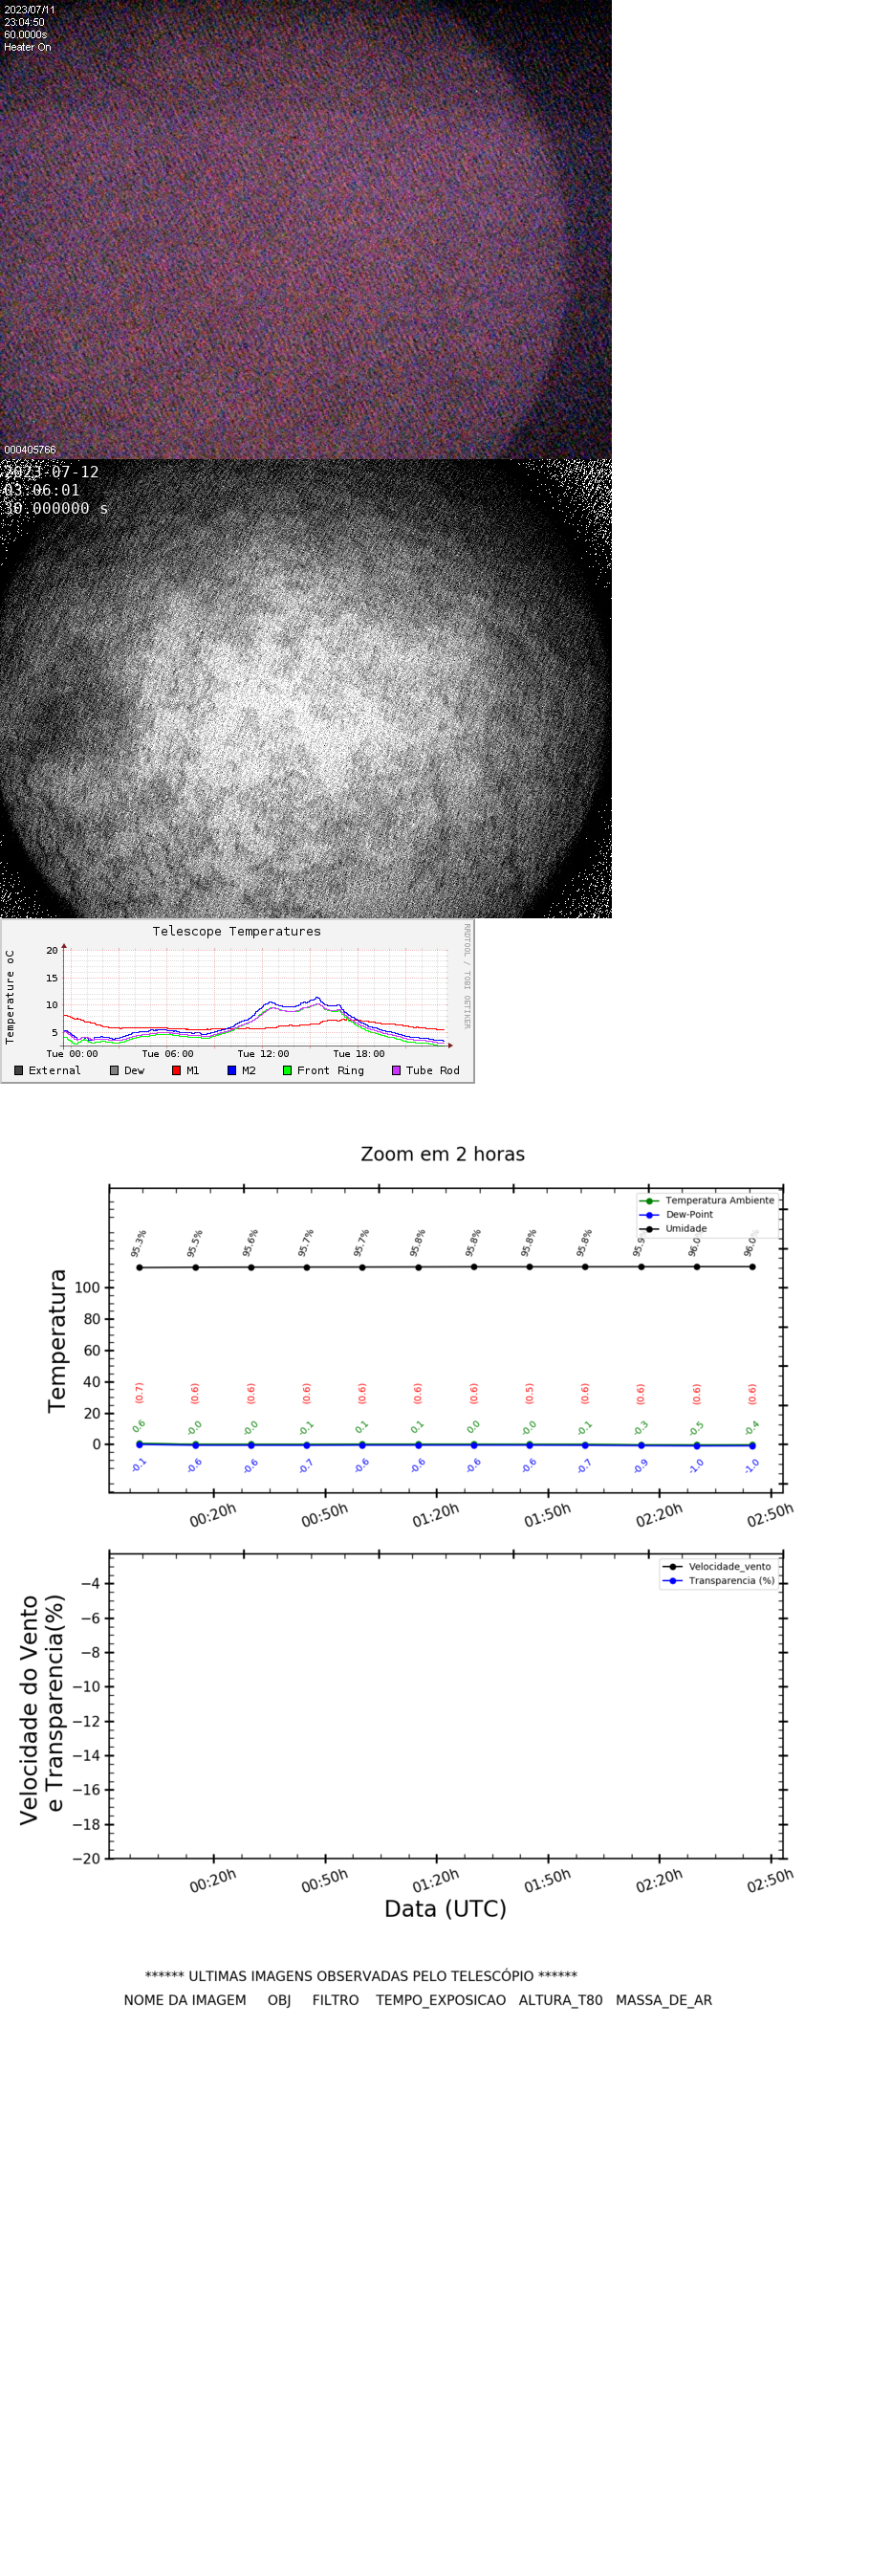 2023/07/11
23:04:50
60.0000s
Heater On
000405766
2023-07-12
03:06:01
30.000000 s
Telescope Temperatures
RRDTOOL / TOBI OETIKER
Temperature oC
20
15
10
5
Tue 00:00 Tue 06:00 Tue 12:00 Tue 18:00
External Dew M1 M2 Front Ring Tube Rod
Zoom em 2 horas
Temperatura Ambiente
Dew-Point
Umidade
95.3% 95.5% 95.6% 95.7% 95.7% 95.8% 95.8% 95.8% 95.8% 95.9 96.0 96.0
Temperatura
100
80
60
40
20
0
(0.7) (0.6) (0.6) (0.6) (0.6) (0.6) (0.6) (0.5) (0.6) (0.6) (0.6) (0.6)
0.6 -0.0 -0.0 -0.1 0.1 0.1 0.0 -0.0 -0.1 -0.3 -0.5 -0.4
-0.1 -0.6 -0.6 -0.7 -0.6 -0.6 -0.6 -0.6 -0.7 -0.9 -1.0 -1.0
00:20h 00:50h 01:20h 01:50h 02:20h 02:50h
Velocidade_vento
Transparencia (%)
Velocidade do Vento
e Transparencia(%)
−4
−6
−8
−10
−12
−14
−16
−18
−20
00:20h 00:50h 01:20h 01:50h 02:20h 02:50h
Data (UTC)
****** ULTIMAS IMAGENS OBSERVADAS PELO TELESCÓPIO ******
NOME DA IMAGEM OBJ FILTRO TEMPO_EXPOSICAO ALTURA_T80 MASSA_DE_AR